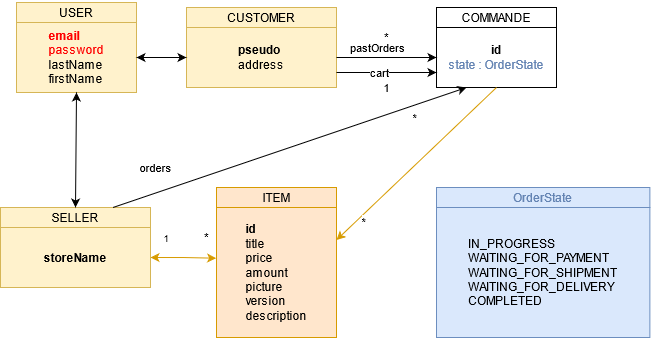 USER
email
password
lastName
firstName
CUSTOMER
pseudo
address
*
pastOrders
cart
1
COMMANDE
id
state : OrderState
*
orders
SELLER
storeName
1
*
ITEM
id
title
price
amount
picture
version
description
*
OrderState
IN_PROGRESS
WAITING_FOR_PAYMENT
WAITING_FOR_SHIPMENT
WAITING_FOR_DELIVERY
COMPLETED